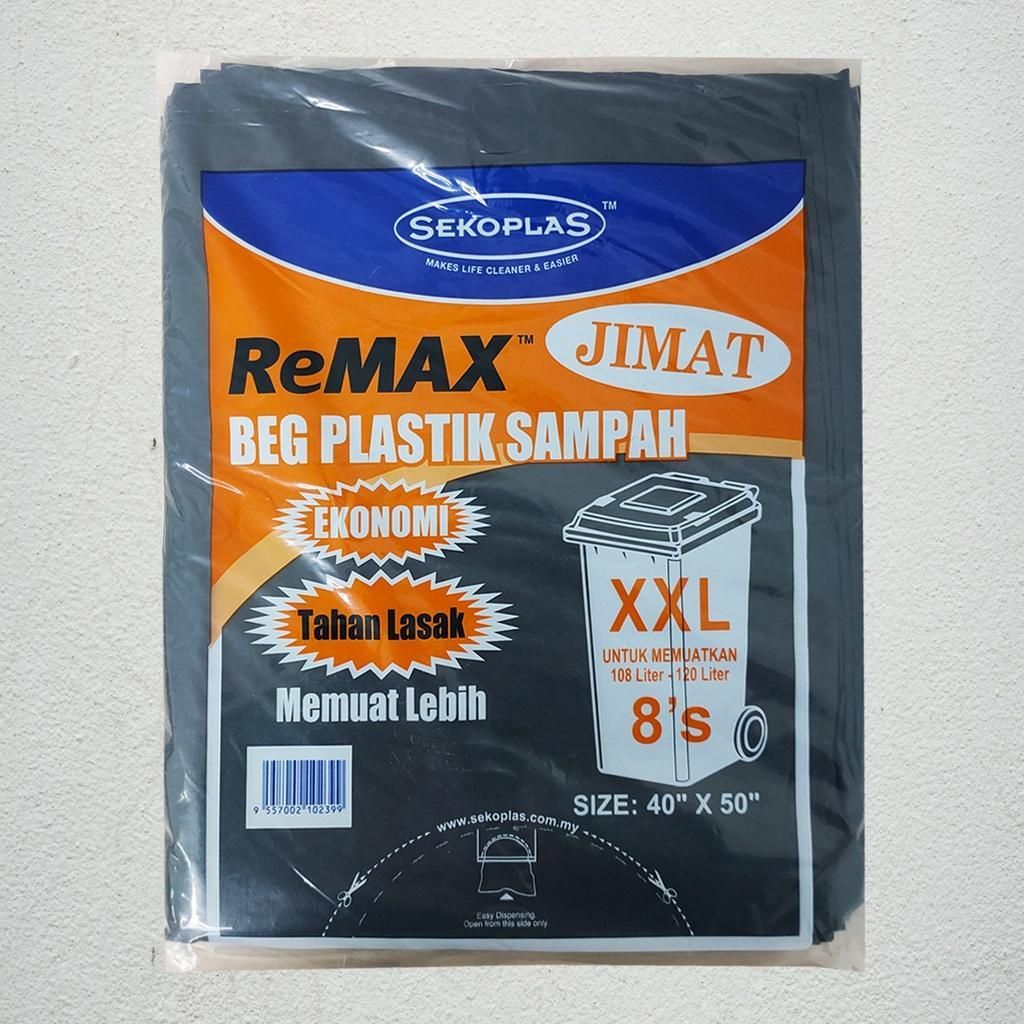 SEKOPLAS™
MAKES LIFE CLEANER & EASIER
ReMAX™
JIMAT
BEG PLASTIK SAMPAH
EKONOMI
Tahan Lasak
Memuat Lebih
XXL
UNTUK MEMUATKAN
108 Liter - 120 Liter
8's
SIZE: 40" X 50"
9 557002 102399
www.sekoplas.com.my
Easy Dispensing.
Open from this side only.